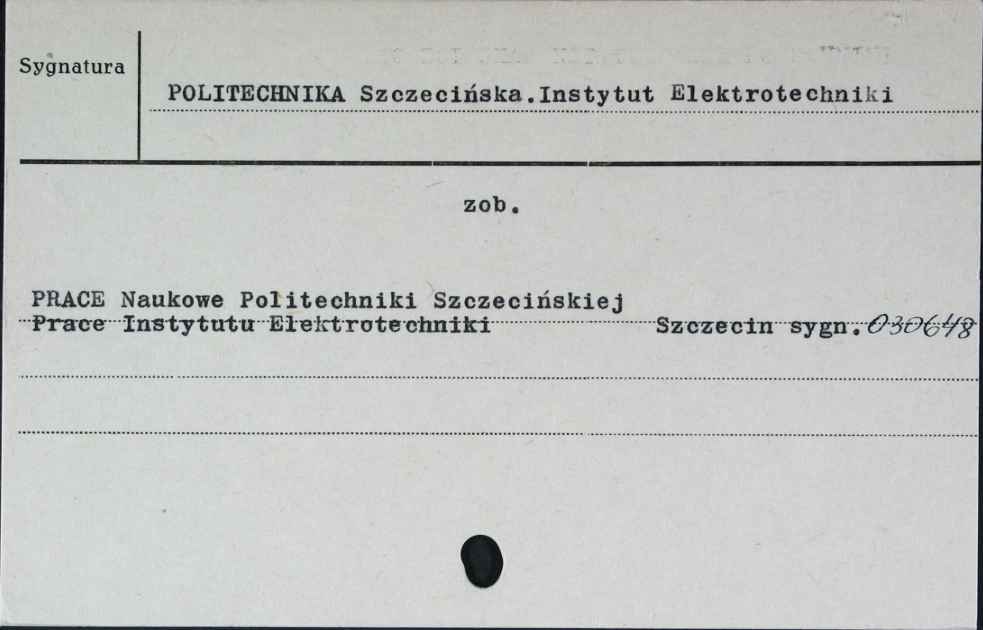 Sygnatura
POLITECHNIKA Szczecińska.Instytut Elektrotechniki
zob.
PRACE Naukowe Politechniki Szczecińskiej
Prace Instytutu Elektrotechniki Szczecin sygn. 030648